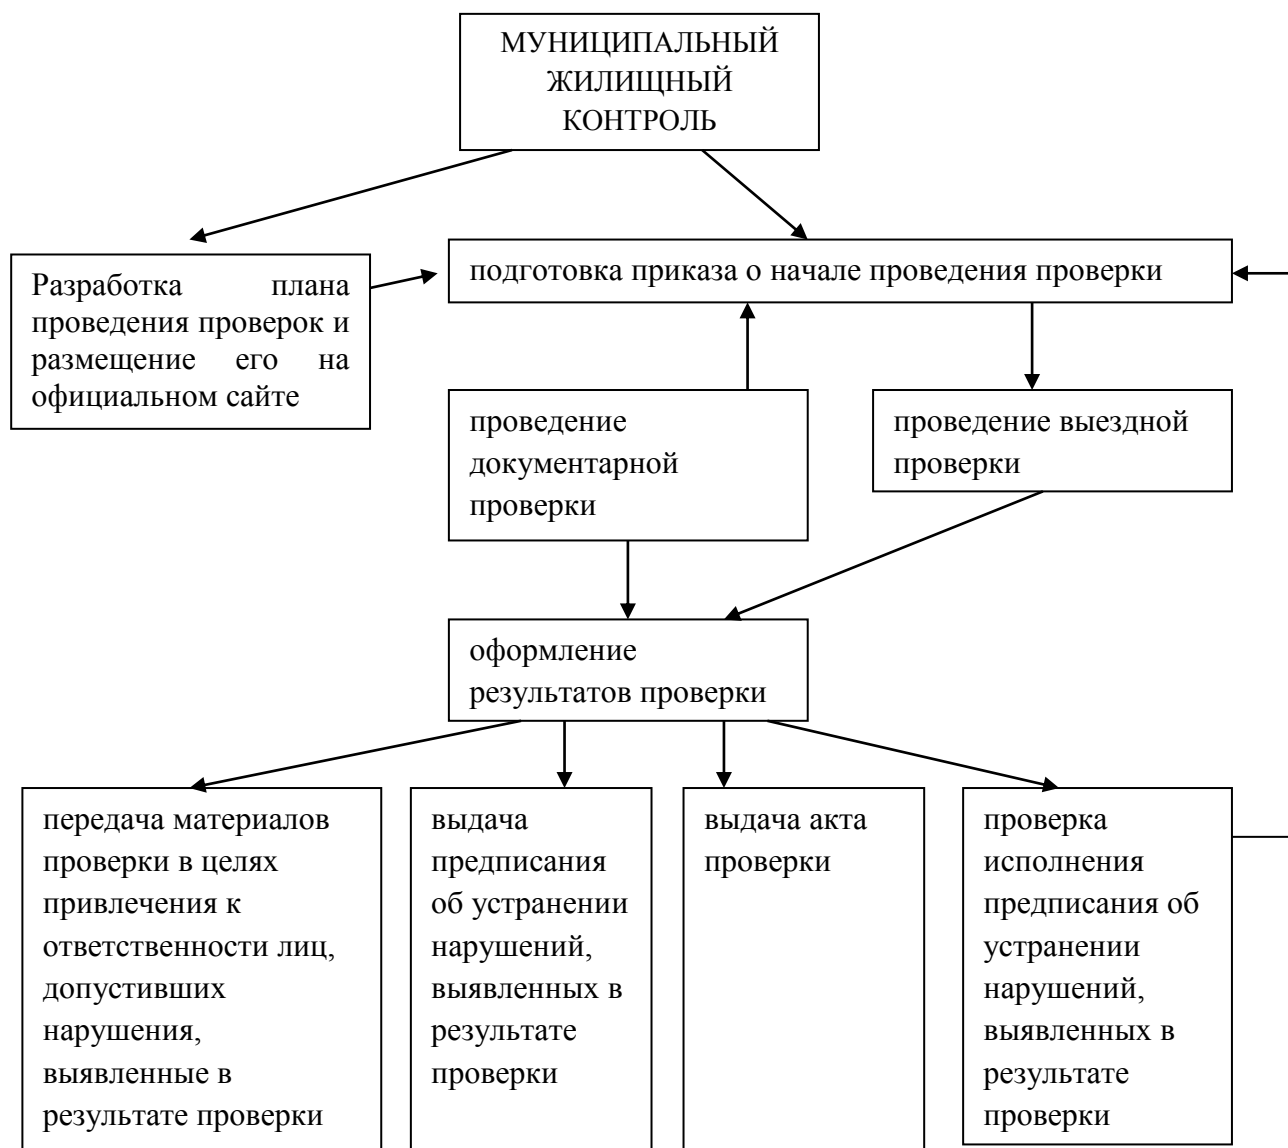 МУНИЦИПАЛЬНЫЙ
ЖИЛИЩНЫЙ
КОНТРОЛЬ
Разработка плана
проведения проверок и
размещение его на
официальном сайте
подготовка приказа о начале проведения проверки
проведение
документарной
проверки
проведение выездной
проверки
оформление
результатов проверки
передача материалов
проверки в целях
привлечения к
ответственности лиц,
допустивших
нарушения,
выявленные в
результате проверки
выдача
предписания
об устранении
нарушений,
выявленных в
результате
проверки
выдача акта
проверки
проверка
исполнения
предписания об
устранении
нарушений,
выявленных в
результате
проверки